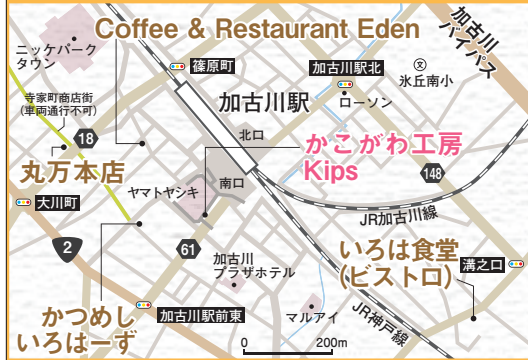 Coffee & Restaurant Eden
加古川
バイパス
ニッケパーク
タウン
篠原町
加古川駅北
文
氷丘南小
ローソン
寺家町商店街
(車両通行不可)
加古川駅
北口
18
かこがわ工房
Kips
丸万本店
ヤマトヤシキ
南口
148
大川町
JR加古川線
2
61
加古川
プラザホテル
いろは食堂
(ビストロ)
溝之口
かつめし
いろはーず
加古川駅前東
マルアイ
JR神戸線
0 200m